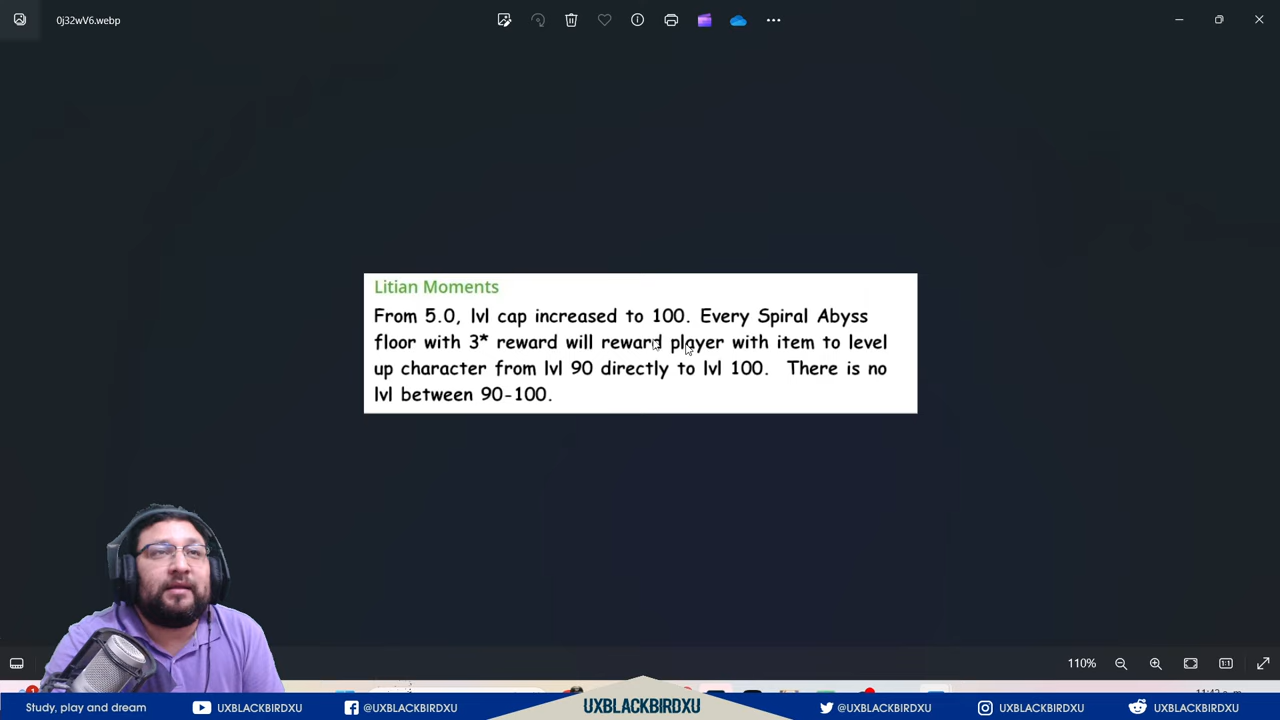 0j32wV6.webp
Litian Moments
From 5.0, lvl cap increased to 100. Every Spiral Abyss
floor with 3* reward will reward player with item to level
up character from lvl 90 directly to lvl 100. There is no
lvl between 90-100.
110%
Study, play and dream
UXBLACKBIRDXU
@UXBLACKBIRDXU
UXBLACKBIRDXU
@UXBLACKBIRDXU
UXBLACKBIRDXU
UXBLACKBIRDXU